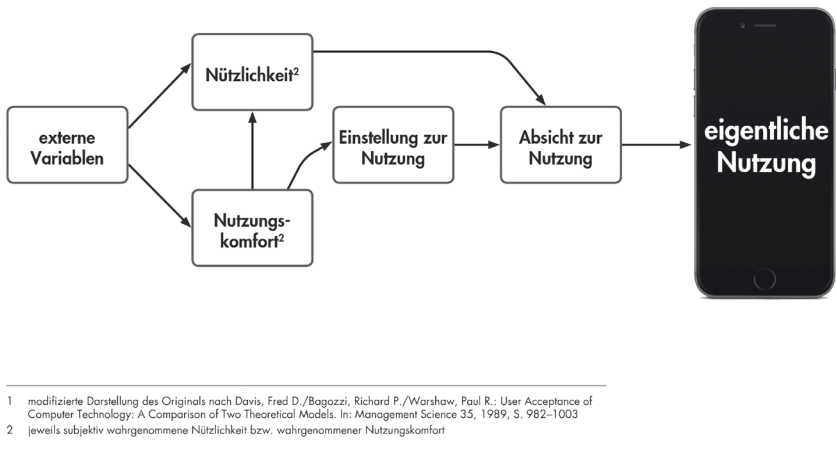 Nützlichkeit²
externe
Variablen
Nutzungs-
komfort²
Einstellung zur
Nutzung
Absicht zur
Nutzung
eigentliche
Nutzung
1 modifizierte Darstellung des Originals nach Davis, Fred D./Bagozzi, Richard P./Warshaw, Paul R.: User Acceptance of
Computer Technology: A Comparison of Two Theoretical Models. In: Management Science 35, 1989, S. 982–1003
2 jeweils subjektiv wahrgenommene Nützlichkeit bzw. wahrgenommener Nutzungskomfort